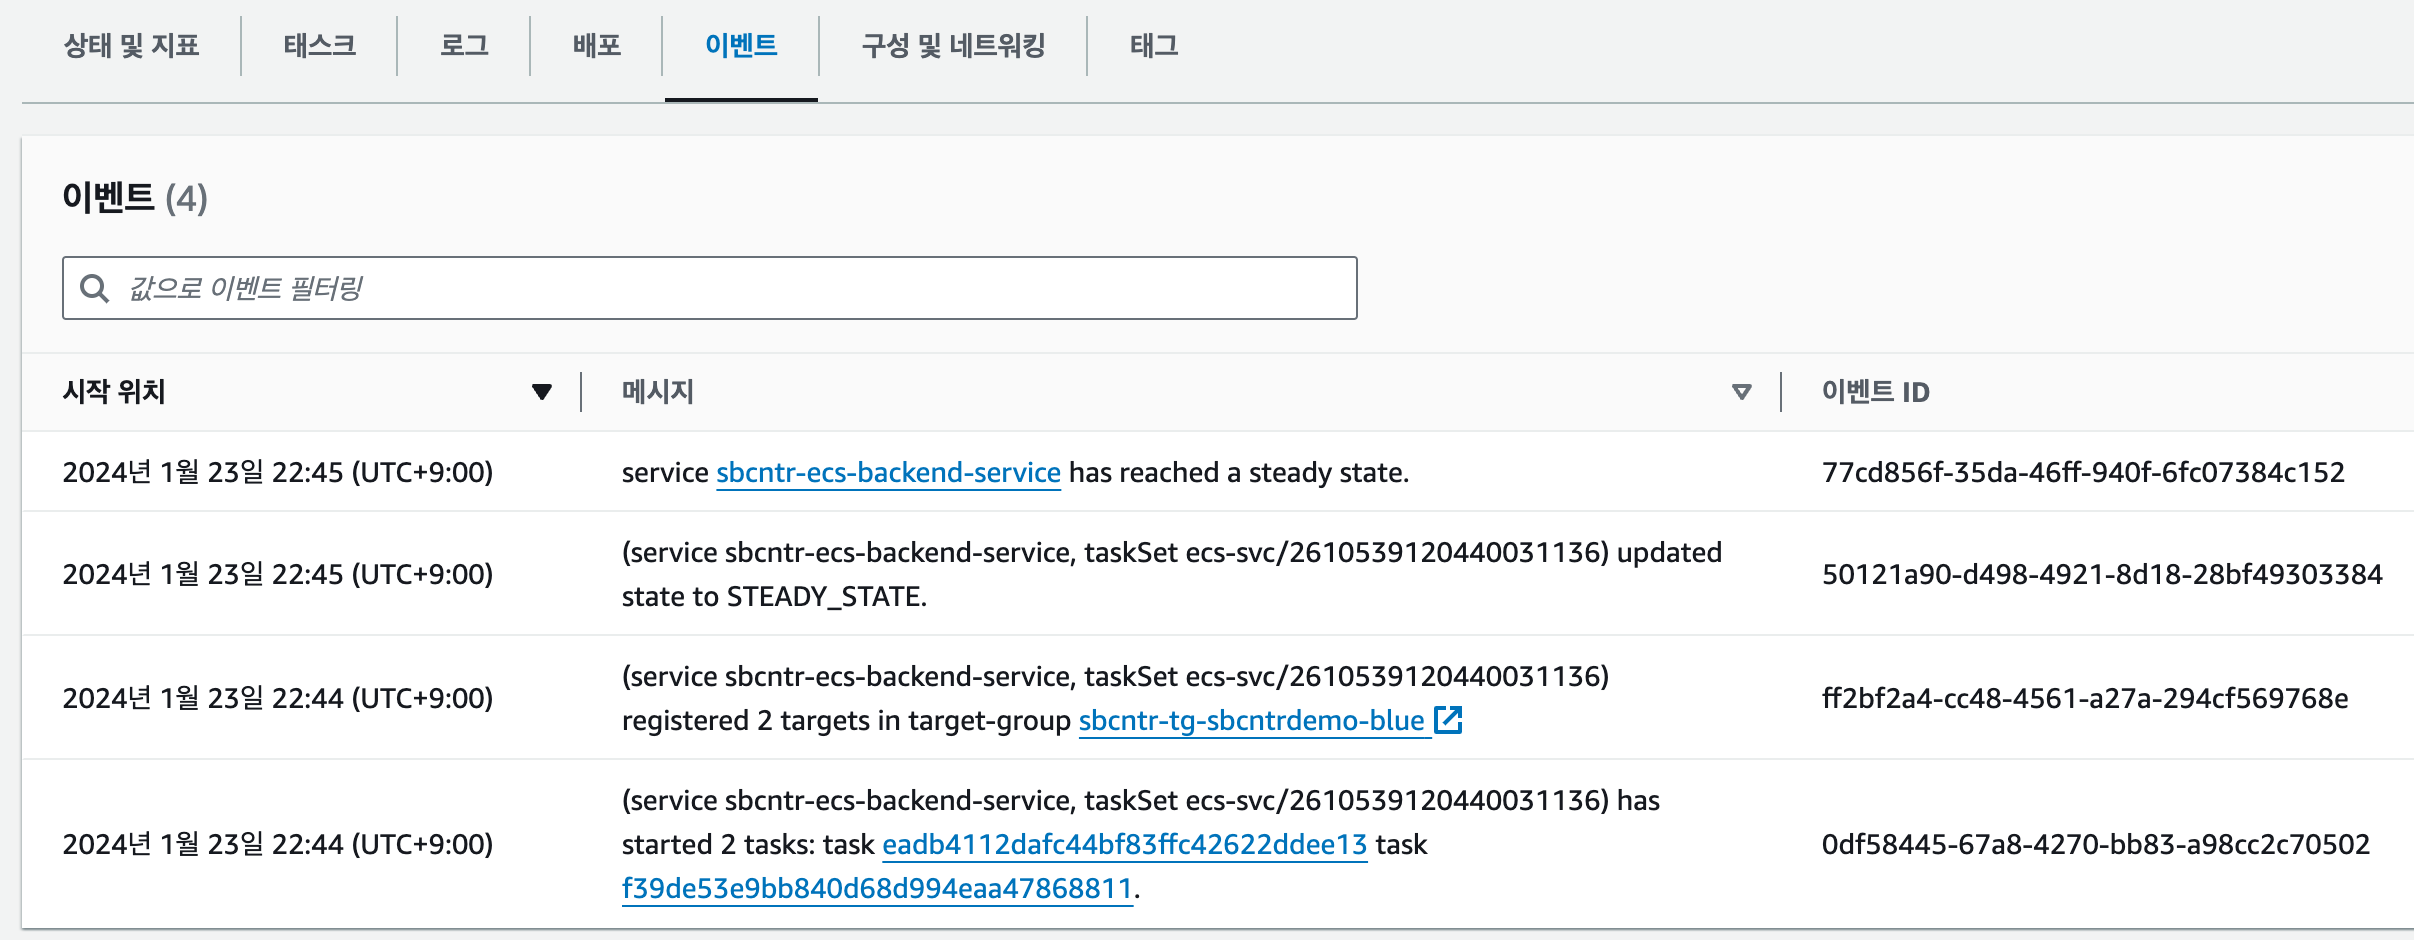 상태 및 지표 태스크 로그 배포 이벤트 구성 및 네트워킹 태그
이벤트 (4)
값으로 이벤트 필터링
시작 위치 메시지 이벤트 ID
2024년 1월 23일 22:45 (UTC+9:00) service sbcntr-ecs-backend-service has reached a steady state. 77cd856f-35da-46ff-940f-6fc07384c152
(service sbcntr-ecs-backend-service, taskSet ecs-svc/2610539120440031136) updated
2024년 1월 23일 22:45 (UTC+9:00) state to STEADY_STATE. 50121a90-d498-4921-8d18-28bf49303384
(service sbcntr-ecs-backend-service, taskSet ecs-svc/2610539120440031136)
2024년 1월 23일 22:44 (UTC+9:00) registered 2 targets in target-group sbcntr-tg-sbcntrdemo-blue ff2bf2a4-cc48-4561-a27a-294cf569768e
(service sbcntr-ecs-backend-service, taskSet ecs-svc/2610539120440031136) has
2024년 1월 23일 22:44 (UTC+9:00) started 2 tasks: task eadb4112dafc44bf83ffc42622ddee13 task 0df58445-67a8-4270-bb83-a98cc2c70502
f39de53e9bb840d68d994eaa47868811.